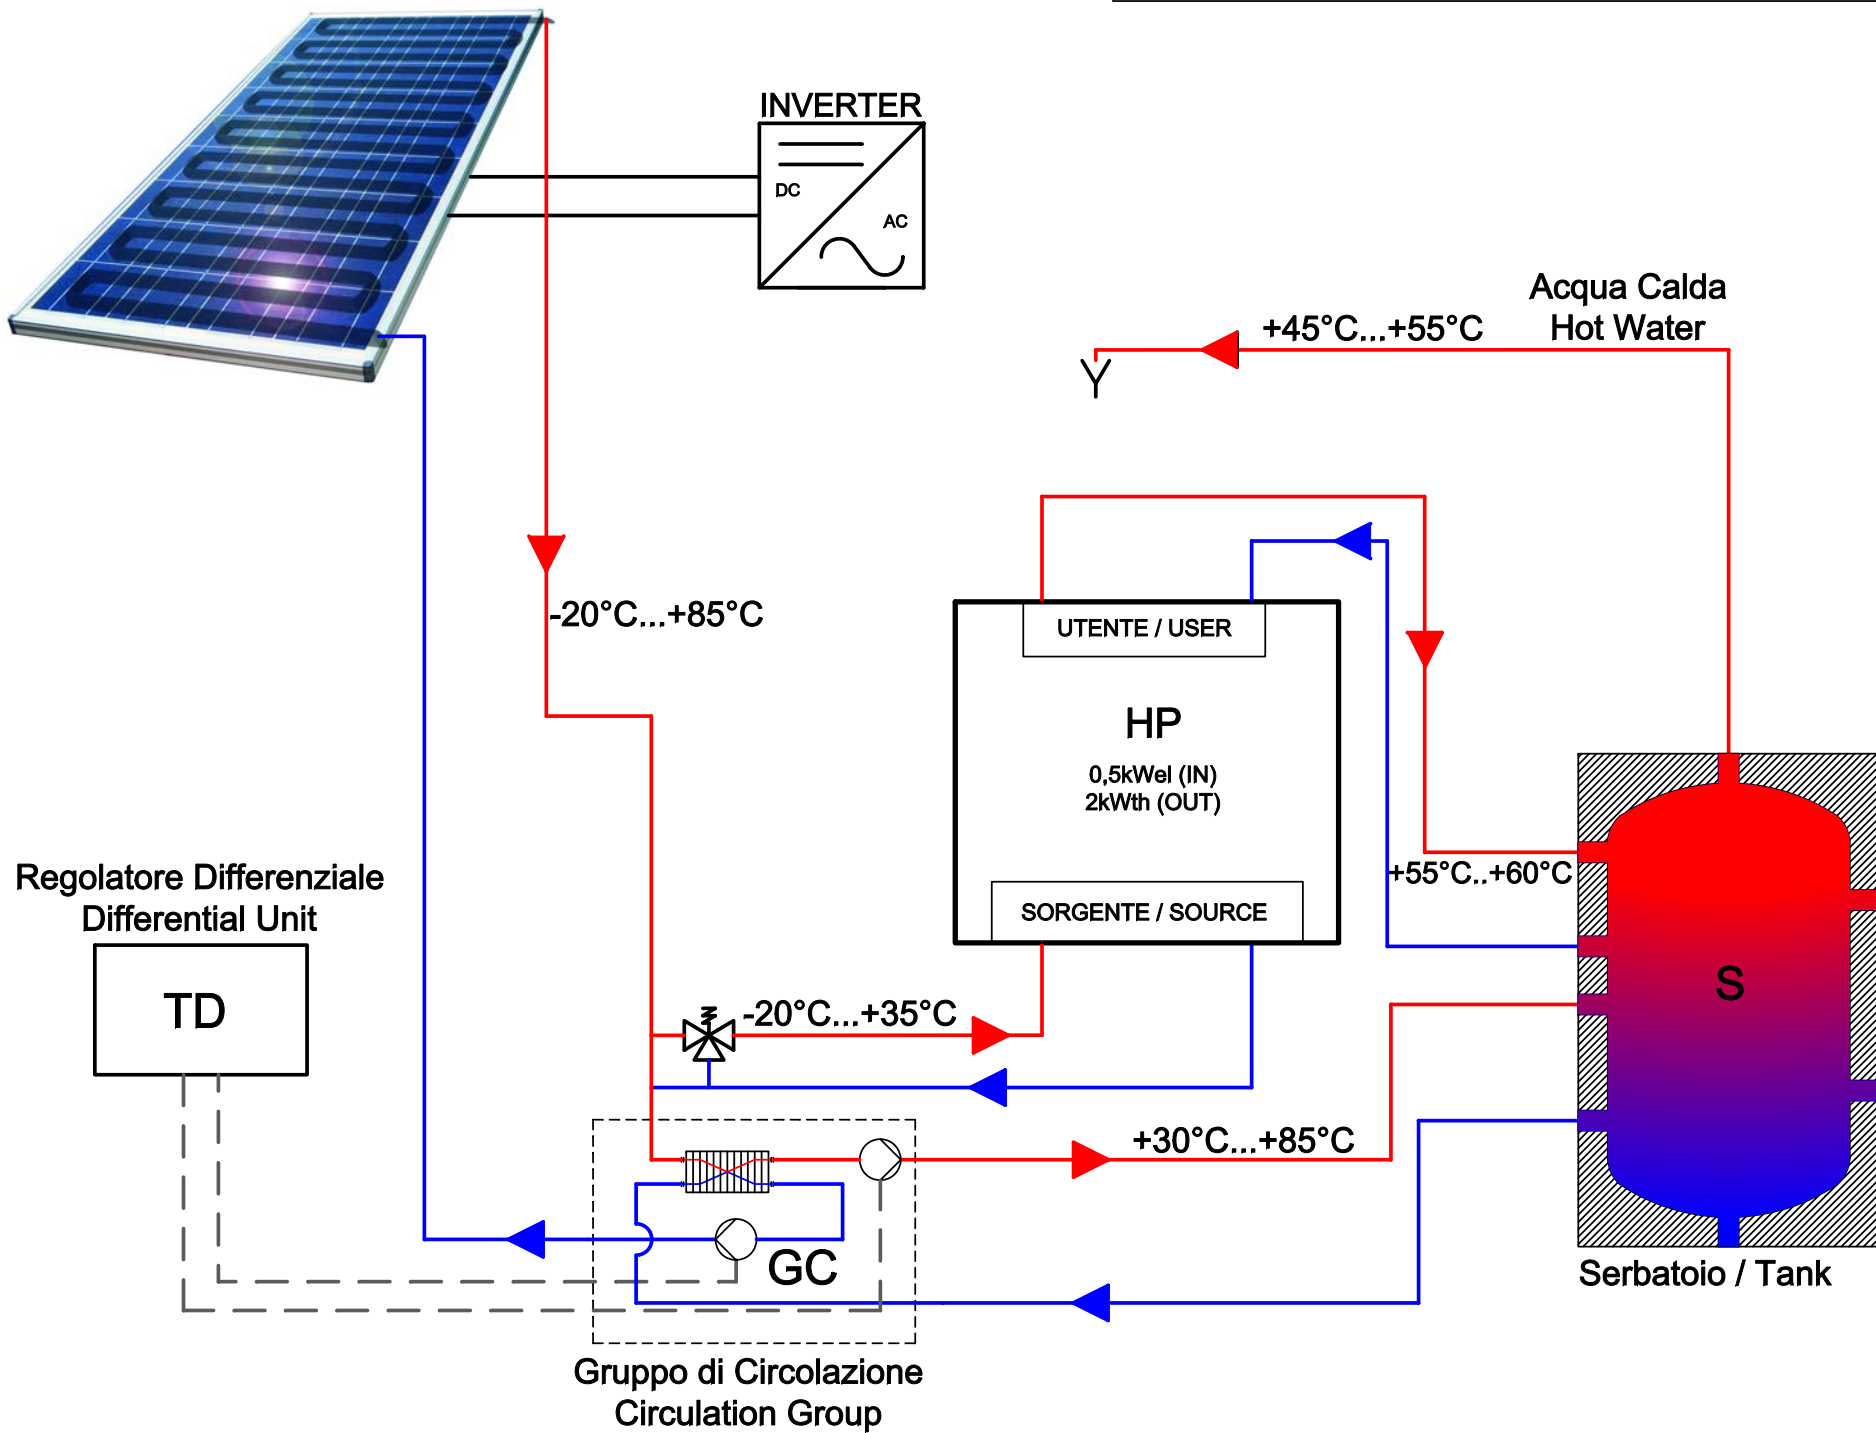 INVERTER
DC
AC
Acqua Calda
Hot Water
+45°C...+55°C
-20°C...+85°C
UTENTE / USER
HP
0,5kWel (IN)
2kWth (OUT)
SORGENTE / SOURCE
+55°C..+60°C
Regolatore Differenziale
Differential Unit
TD
S
-20°C...+35°C
+30°C...+85°C
GC
Serbatoio / Tank
Gruppo di Circolazione
Circulation Group